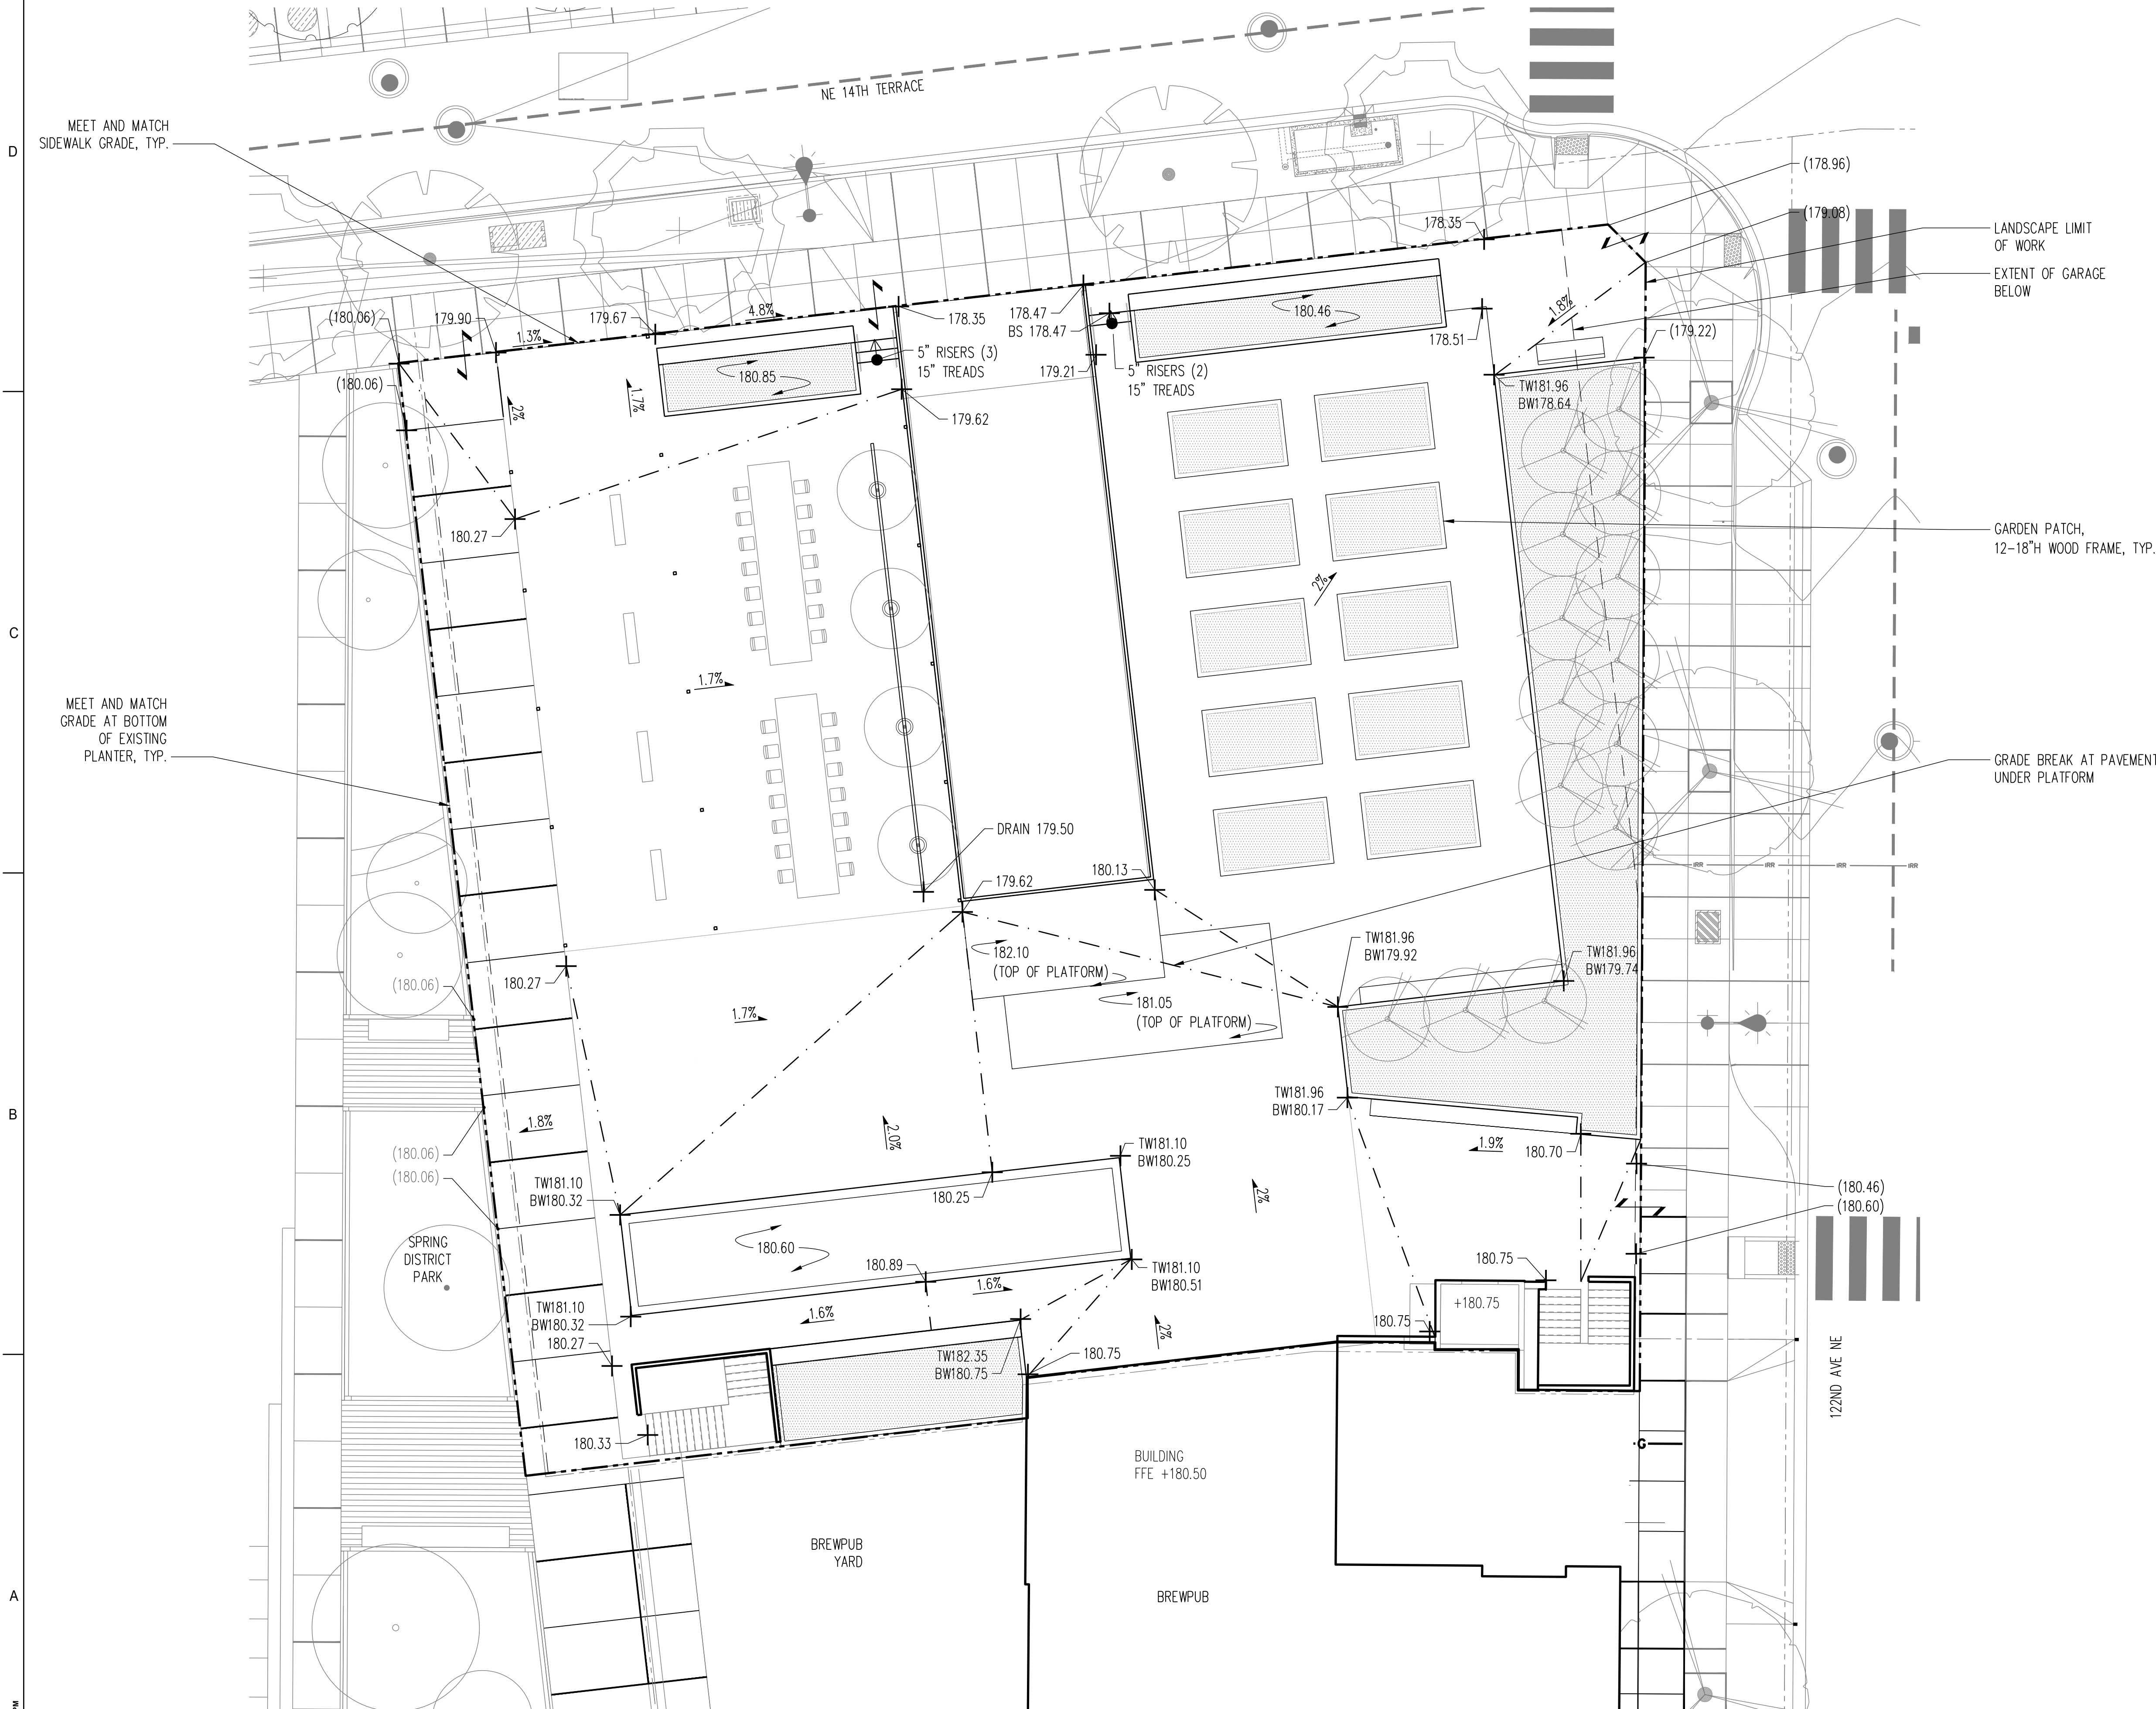 NE 14TH TERRACE
D
MEET AND MATCH
SIDEWALK GRADE, TYP.
(178.96)
(179.08)
LANDSCAPE LIMIT
OF WORK
EXTENT OF GARAGE
BELOW
178.35
(180.06)
179.90
1.3%
179.67
4.8%
178.35
178.47
BS 178.47
180.46
1.8%
178.51
(179.22)
(180.06)
2%
1.7%
180.85
5" RISERS (3)
15" TREADS
179.21
5" RISERS (2)
15" TREADS
TW181.96
BW178.64
179.62
180.27
GARDEN PATCH,
12-18"H WOOD FRAME, TYP.
2%
C
1.7%
MEET AND MATCH
GRADE AT BOTTOM
OF EXISTING
PLANTER, TYP.
GRADE BREAK AT PAVEMENT
UNDER PLATFORM
DRAIN 179.50
179.62
180.13
IRR
IRR
IRR
IRR
182.10
(TOP OF PLATFORM)
TW181.96
BW179.92
TW181.96
BW179.74
(180.06)
180.27
1.7%
181.05
(TOP OF PLATFORM)
B
1.8%
2.0%
TW181.96
BW180.17
(180.06)
(180.06)
TW181.10
BW180.32
TW181.10
BW180.25
180.25
1.9%
180.70
2%
(180.46)
(180.60)
SPRING
DISTRICT
PARK
180.60
180.89
1.6%
TW181.10
BW180.51
180.75
+180.75
TW181.10
BW180.32
1.6%
180.27
2%
180.75
TW182.35
BW180.75
180.75
122ND AVE NE
180.33
G
BUILDING
FFE +180.50
BREWPUB
YARD
BREWPUB
A
PM